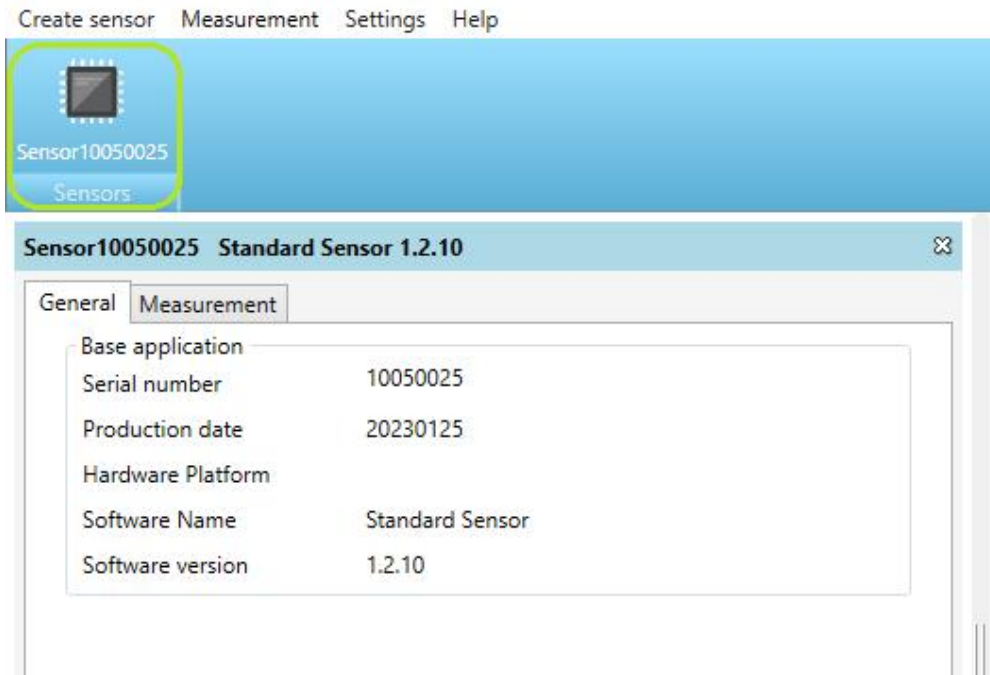 Create sensor Measurement Settings Help
Sensor10050025
Sensors
Sensor10050025 Standard Sensor 1.2.10
General Measurement
Base application
Serial number 10050025
Production date 20230125
Hardware Platform
Software Name Standard Sensor
Software version 1.2.10